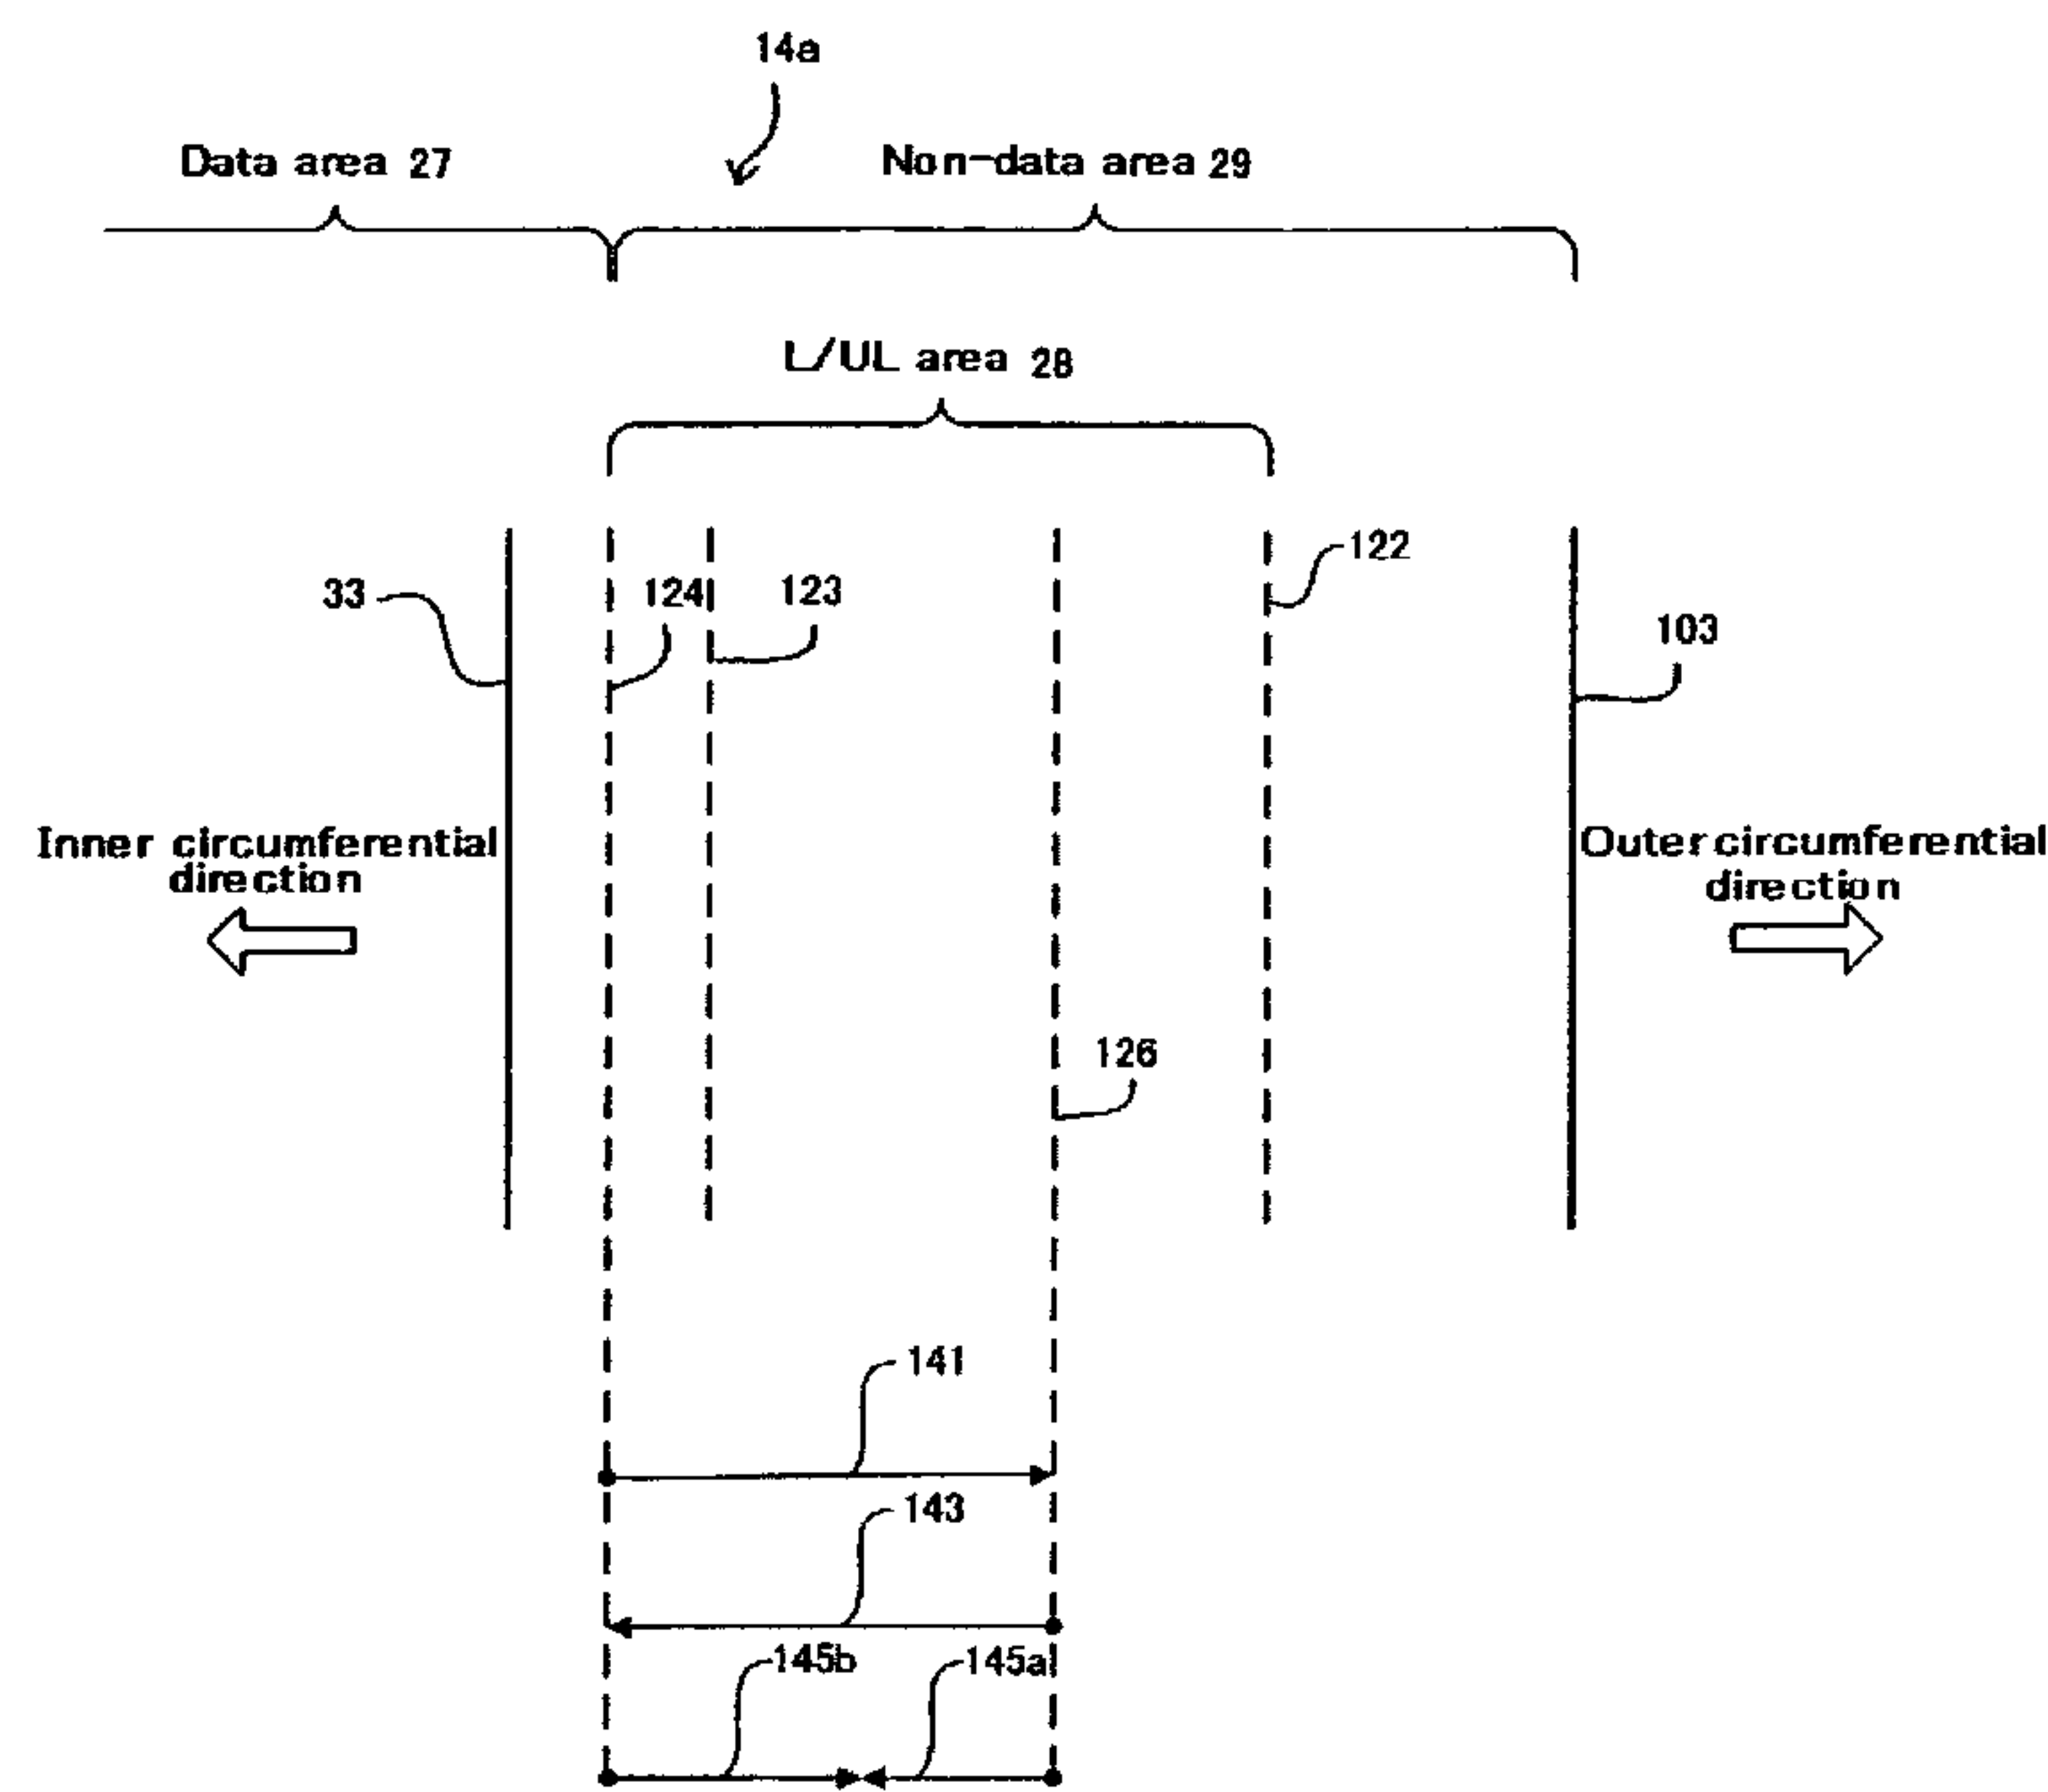 14a
Data area 27
Non-data area 29
L/UL area 28
122
33
124
123
103
Inner circumferential
direction
Outer circumferential
direction
126
141
143
145b
145a